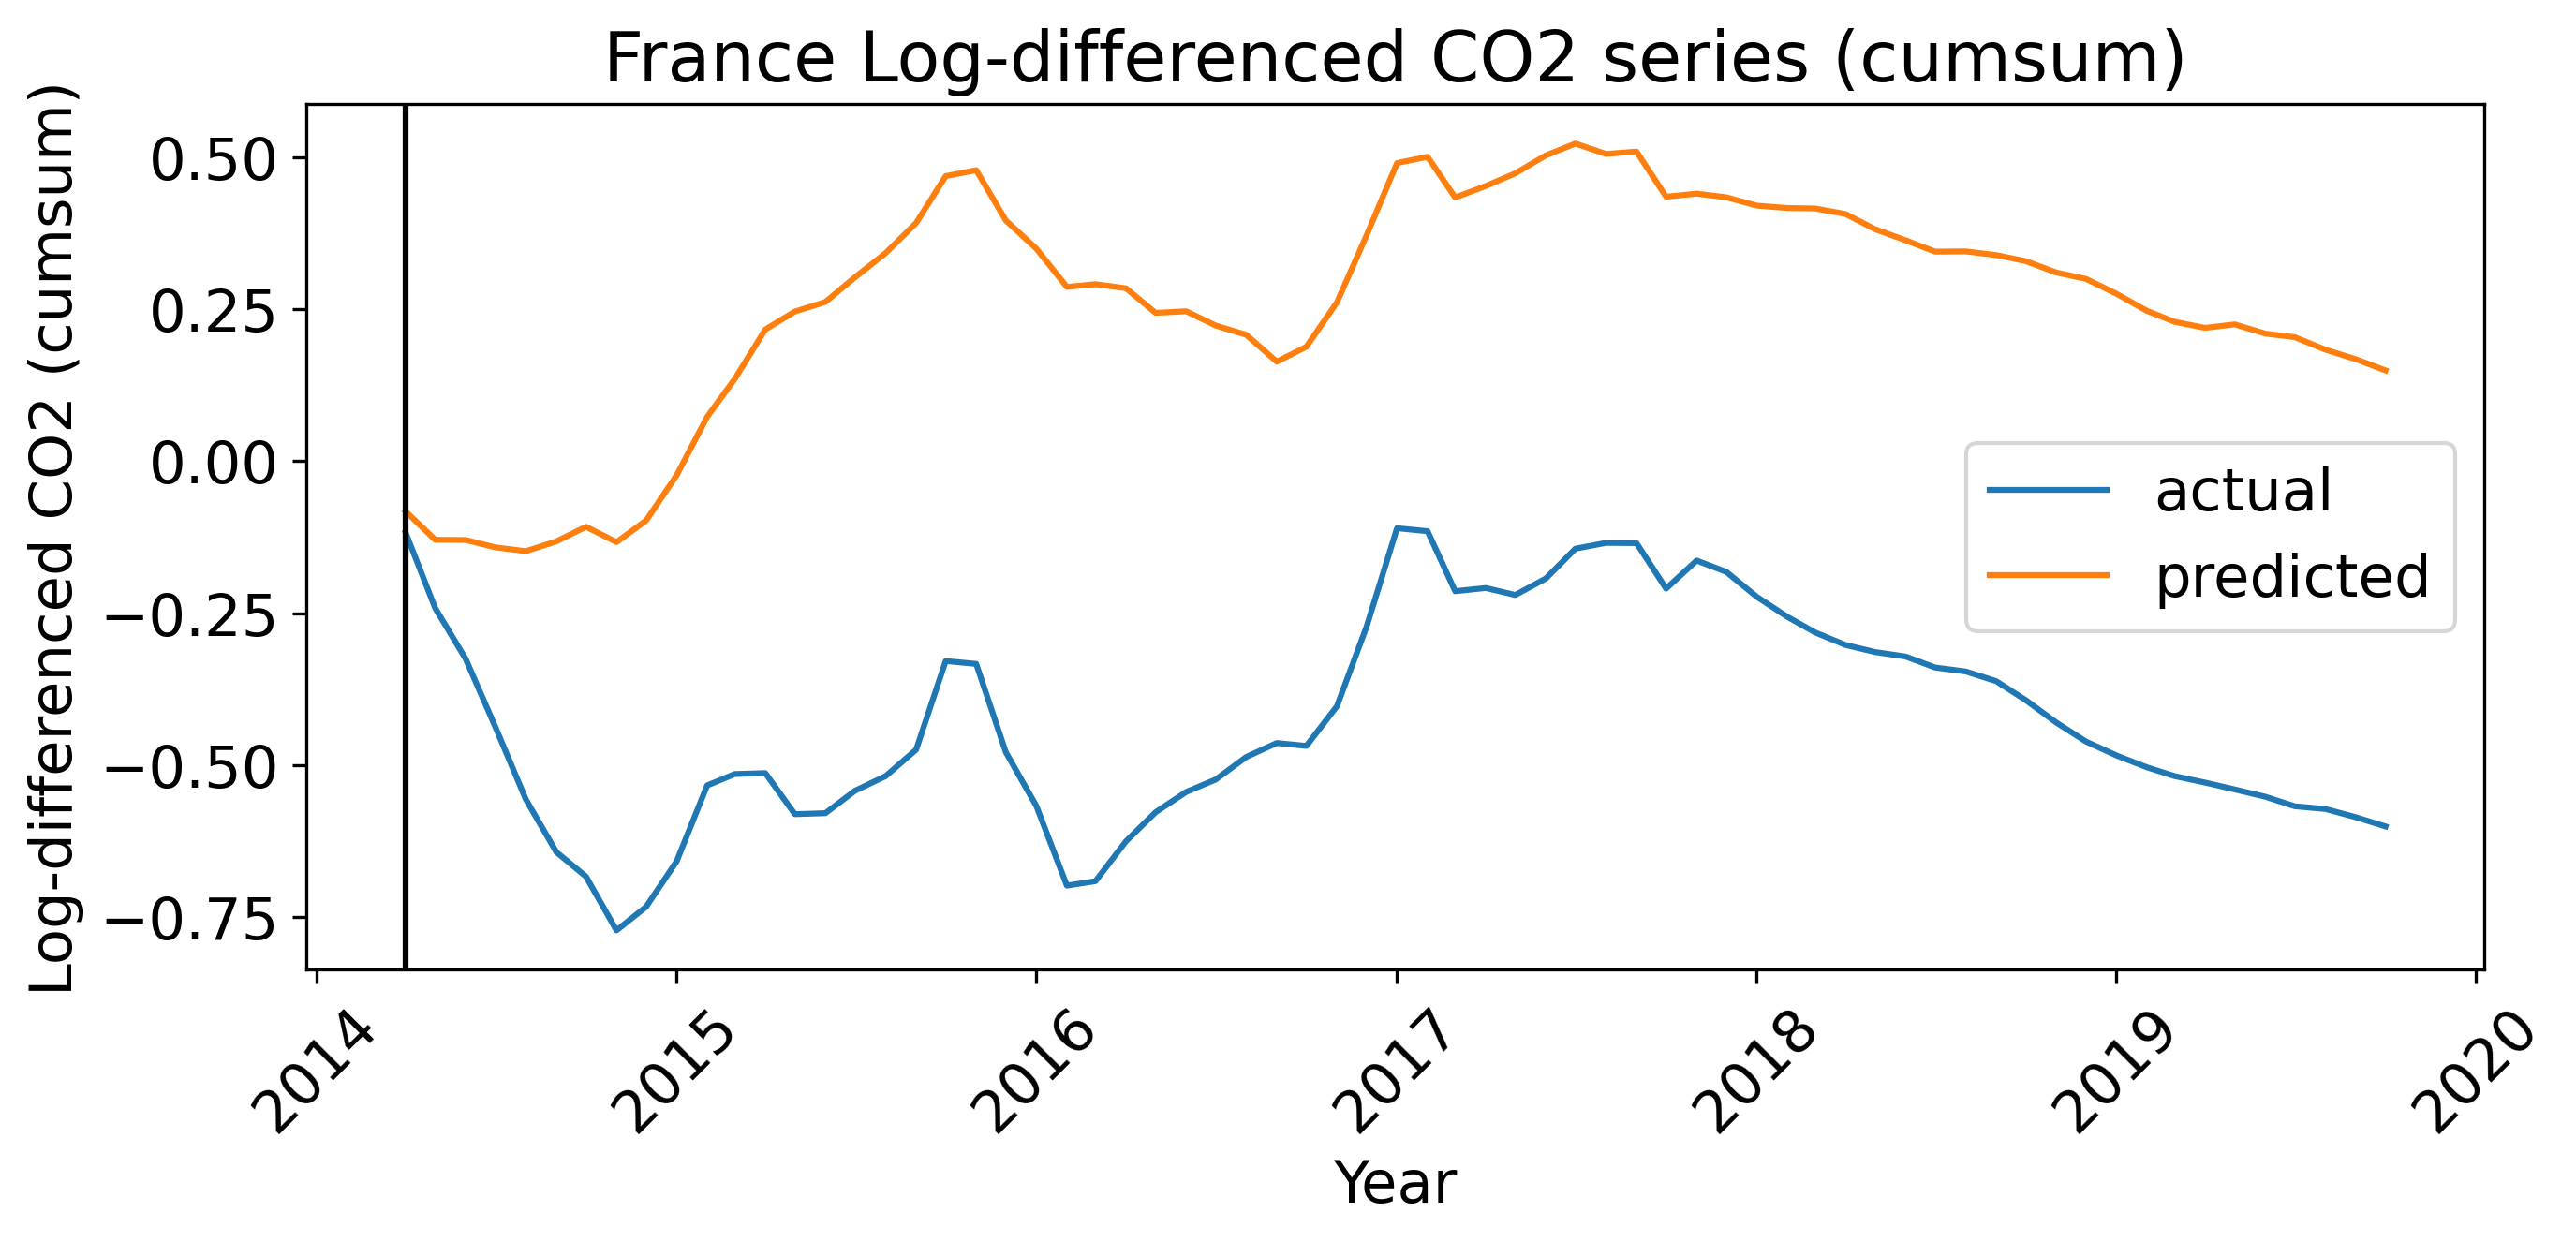 France Log-differenced CO2 series (cumsum)
Log-differenced CO2 (cumsum)
0.50
0.25
0.00
−0.25
−0.50
−0.75
actual
predicted
2014
2015
2016
2017
2018
2019
2020
Year